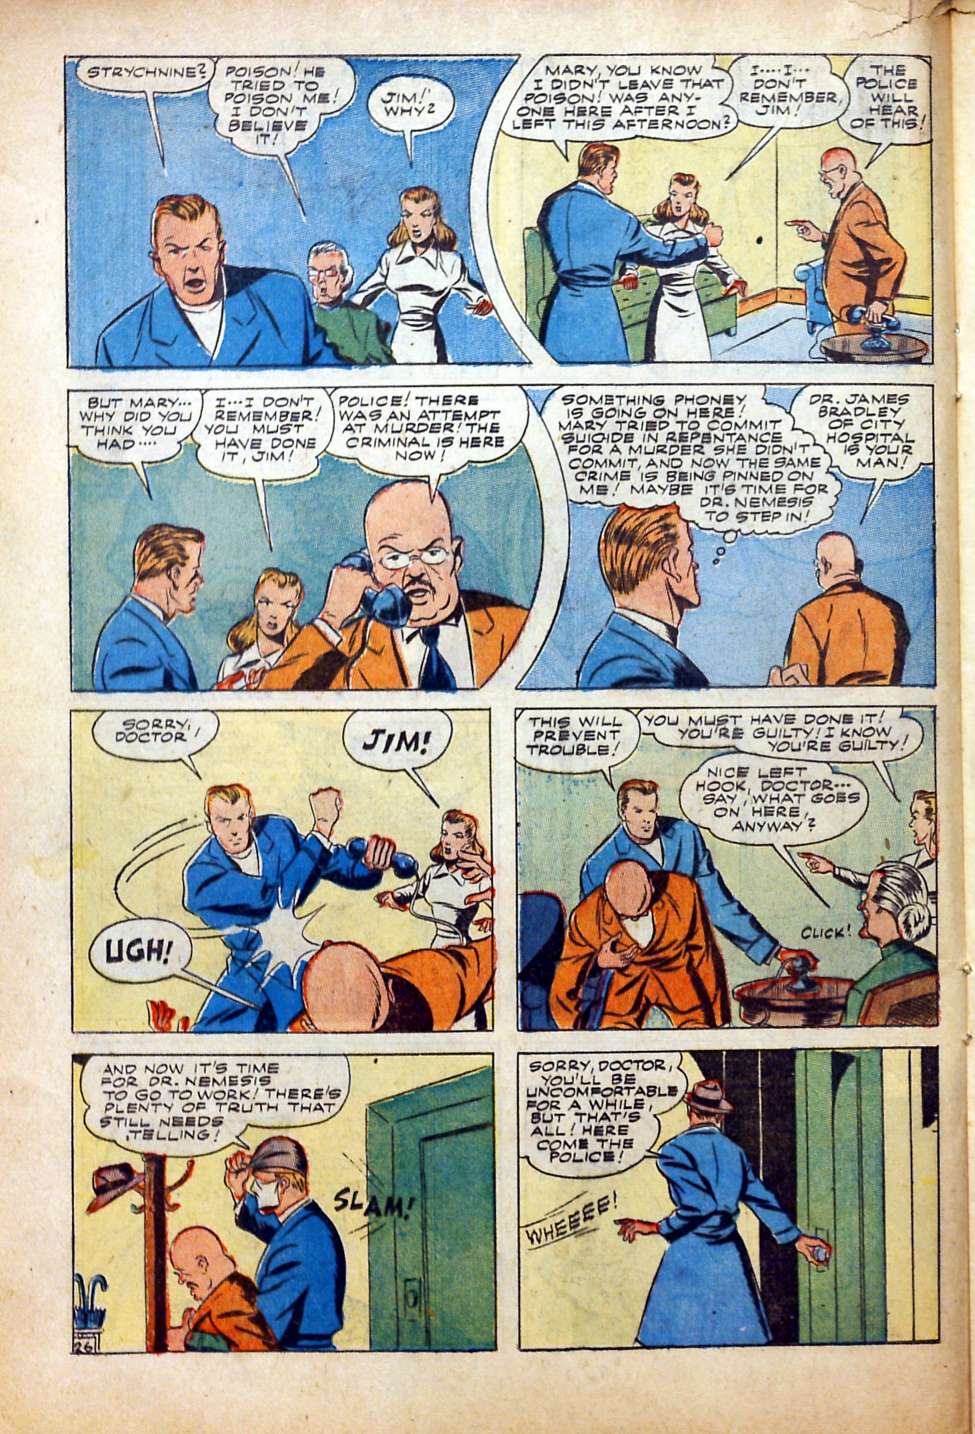 STRYCHNINE?
POISON! HE
TRIED TO
POISON ME!
I DON'T
BELIEVE
IT!
JIM!
WHY?
MARY, YOU KNOW
I DIDN'T LEAVE THAT
POISON! WAS ANY-
ONE HERE AFTER I
LEFT THIS AFTERNOON?
I....I...
DON'T
REMEMBER,
JIM!
THE
POLICE
WILL
HEAR
OF THIS!
BUT MARY...
WHY DID YOU
THINK YOU
HAD....
I...I DON'T
REMEMBER!
YOU MUST
HAVE DONE
IT, JIM!
POLICE! THERE
WAS AN ATTEMPT
AT MURDER! THE
CRIMINAL IS HERE
NOW!
SOMETHING PHONEY
IS GOING ON HERE!
MARY TRIED TO COMMIT
SUICIDE IN REPENTANCE
FOR A MURDER SHE DIDN'T
COMMIT, AND NOW THE SAME
CRIME IS BEING PINNED ON
ME! MAYBE IT'S TIME FOR
DR. NEMESIS
TO STEP IN!
DR. JAMES
BRADLEY
OF CITY
HOSPITAL
IS YOUR
MAN!
SORRY,
DOCTOR!
JIM!
UGH!
THIS WILL
PREVENT
TROUBLE!
YOU MUST HAVE DONE IT!
YOU'RE GUILTY! I KNOW
YOU'RE GUILTY!
NICE LEFT
HOOK, DOCTOR...
SAY, WHAT GOES
ON HERE,
ANYWAY?
CLICK!
AND NOW IT'S TIME
FOR DR. NEMESIS
TO GO TO WORK! THERE'S
PLENTY OF TRUTH THAT
STILL NEEDS
TELLING!
SLAM!
26
SORRY, DOCTOR,
YOU'LL BE
UNCOMFORTABLE
FOR A WHILE,
BUT THAT'S
ALL! HERE
COME THE
POLICE!
WHEEEE!